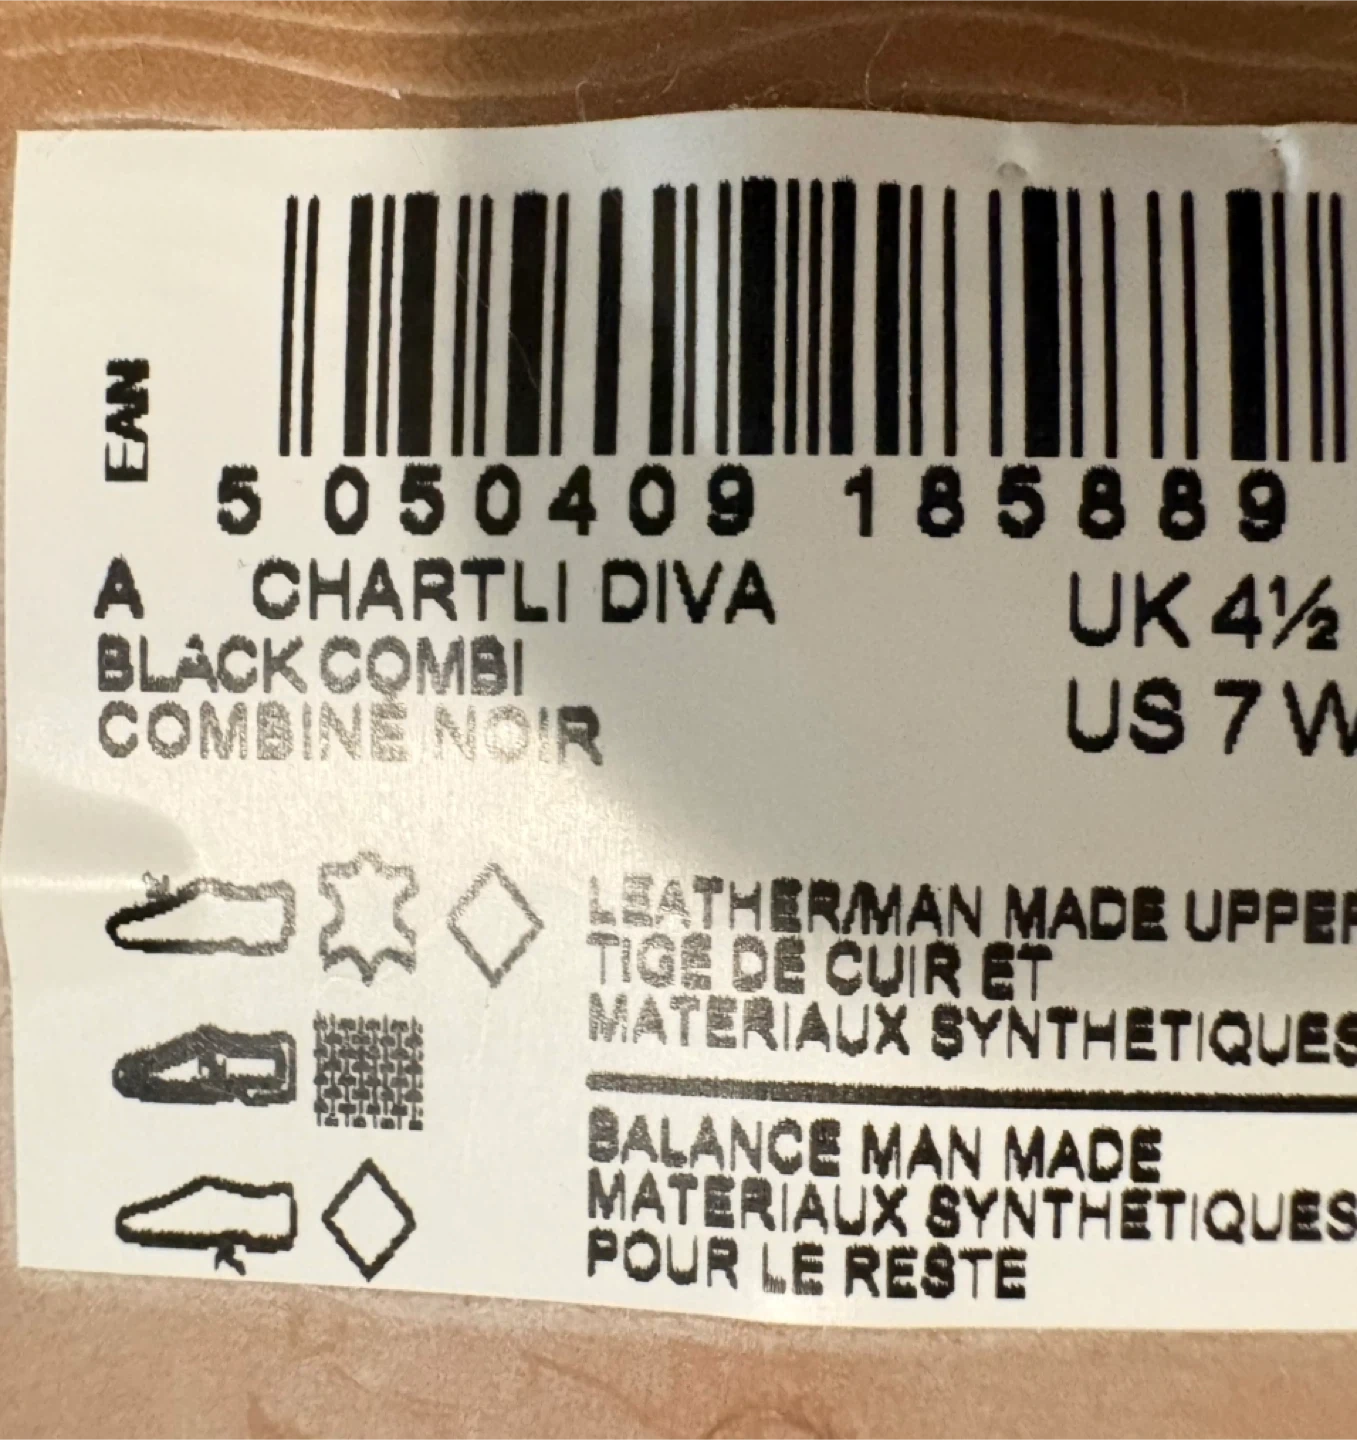 EAN
5 050409 185889
A CHARTLI DIVA
UK 4½
BLACK COMBI
US 7 W
COMBINE NOIR
LEATHER/MAN MADE UPPER
TIGE DE CUIR ET
MATERIAUX SYNTHETIQUES
BALANCE MAN MADE
MATERIAUX SYNTHETIQUES
POUR LE RESTE